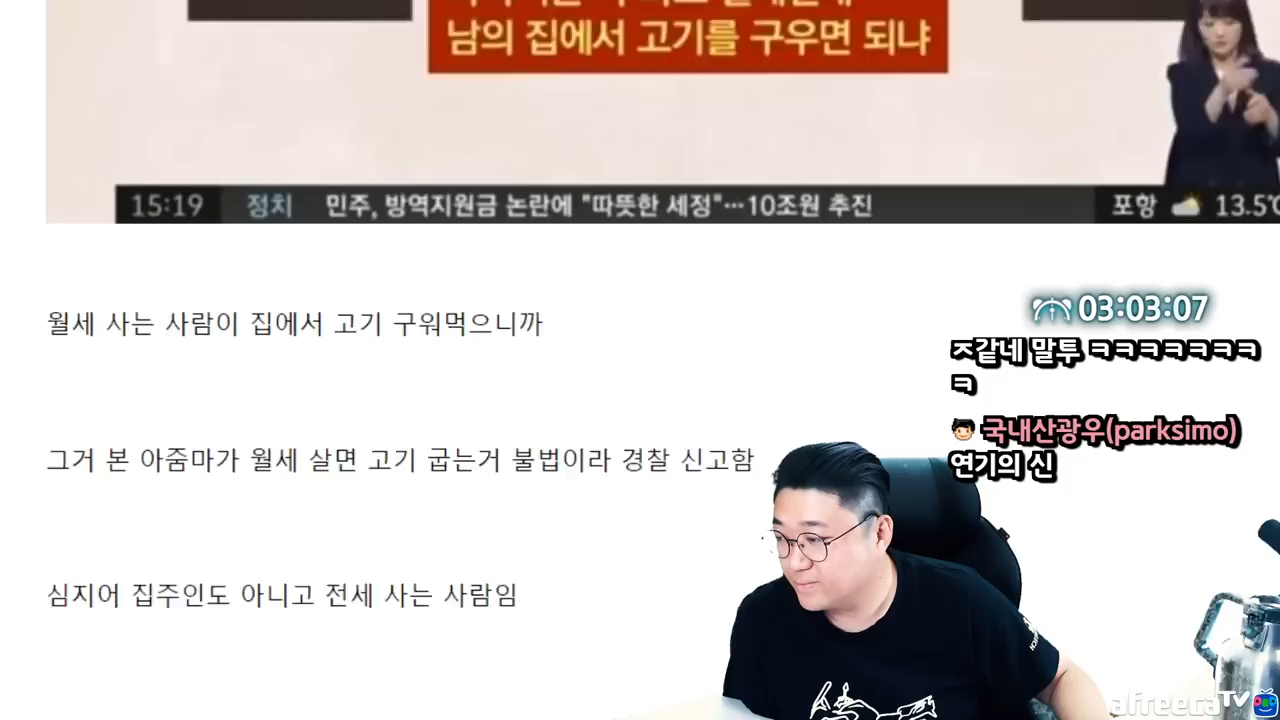 남의 집에서 고기를 구우면 되냐
15:19 정치 민주, 방역지원금 논란에 "따뜻한 세정"…10조원 추진 포항 13.5℃
월세 사는 사람이 집에서 고기 구워먹으니까
03:03:07
ㅈ같네 말투 ㅋㅋㅋㅋㅋㅋㅋ
ㅋ
국내산광우(parksimo)
연기의 신
그거 본 아줌마가 월세 살면 고기 굽는거 불법이라 경찰 신고함
심지어 집주인도 아니고 전세 사는 사람임
afreecaTV